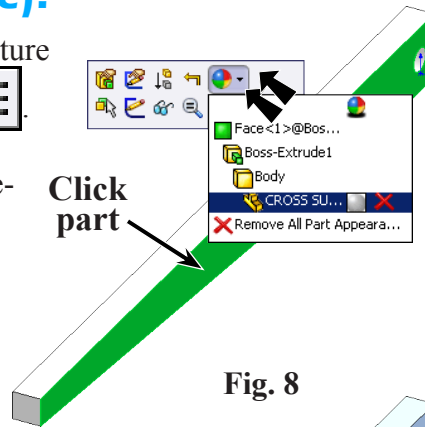 ture
.
e-
Click
part
Face<1>@Bos...
Boss-Extrude1
Body
CROSS SU...
Remove All Part Appeara...
Fig. 8